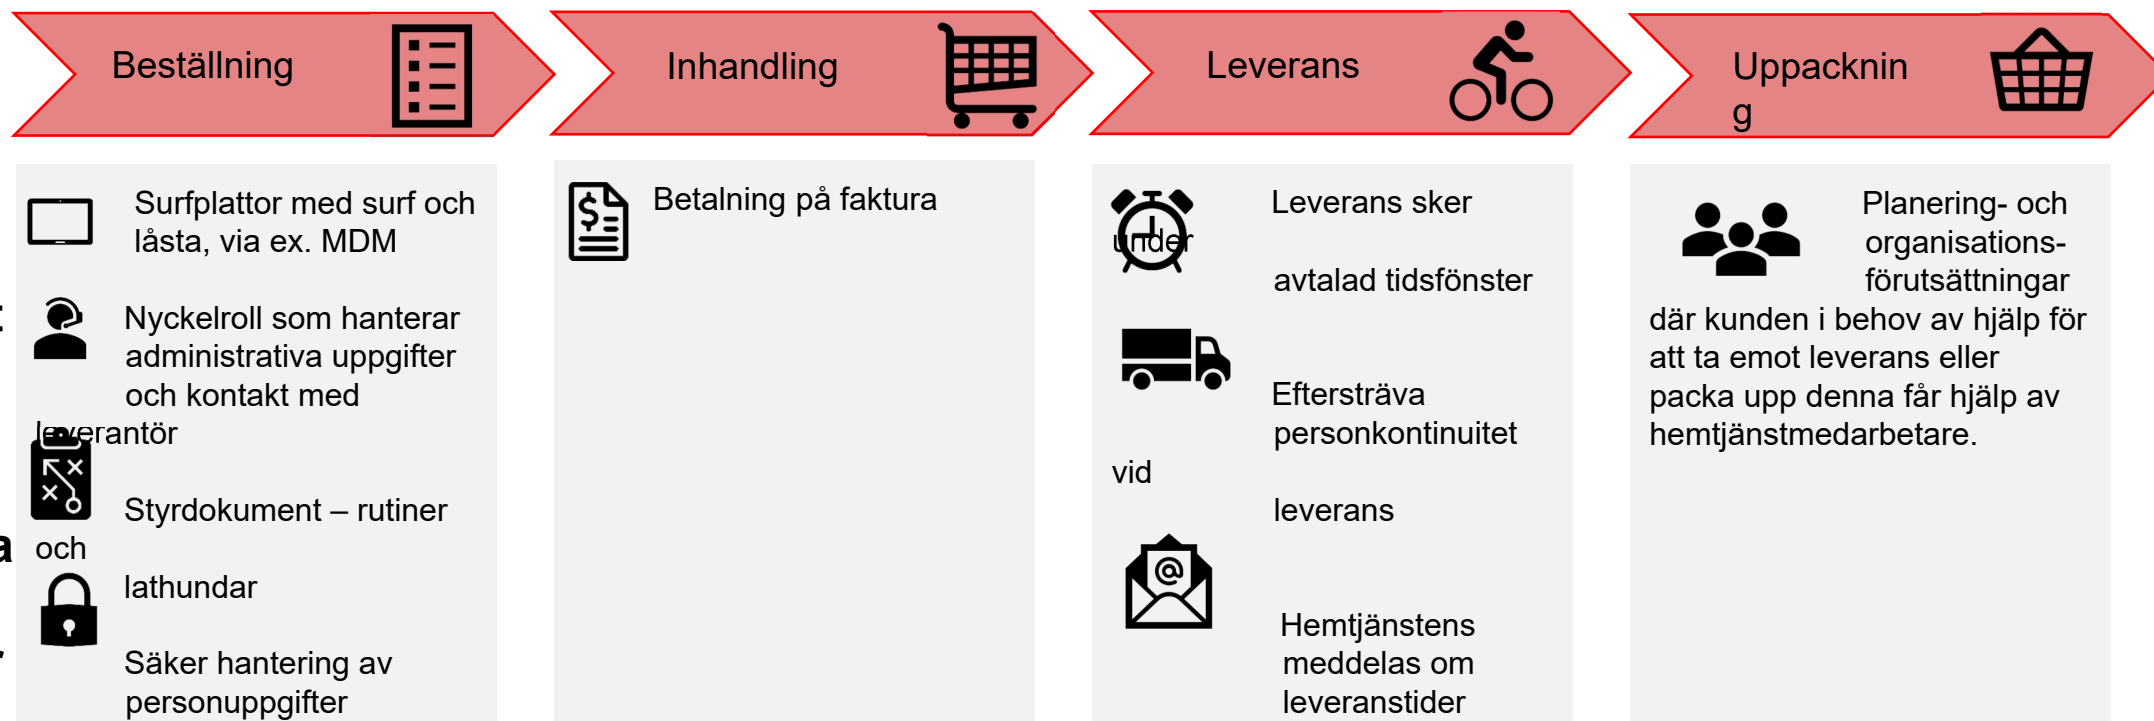 Beställning
Inhandling
Leverans
Uppacknin
g
Surfplattor med surf och
låsta, via ex. MDM
Nyckelroll som hanterar
administrativa uppgifter
och kontakt med
leverantör
Styrdokument – rutiner
och
lathundar
Säker hantering av
personuppgifter
Betalning på faktura
Leverans sker
under
avtalad tidsfönster
Eftersträva
personkontinuitet
vid
leverans
Hemtjänstens
meddelas om
leveranstider
Planering- och
organisations-
förutsättningar
där kunden i behov av hjälp för
att ta emot leverans eller
packa upp denna får hjälp av
hemtjänstmedarbetare.